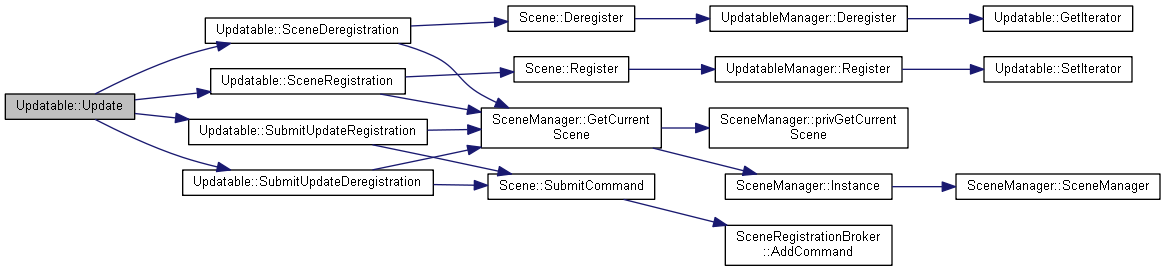 Updatable::Update
Updatable::SceneDeregistration
Updatable::SceneRegistration
Updatable::SubmitUpdateRegistration
Updatable::SubmitUpdateDeregistration
Scene::Deregister
Scene::Register
SceneManager::GetCurrent
Scene
Scene::SubmitCommand
UpdatableManager::Deregister
UpdatableManager::Register
SceneManager::privGetCurrent
Scene
SceneManager::Instance
SceneRegistrationBroker
::AddCommand
Updatable::GetIterator
Updatable::SetIterator
SceneManager::SceneManager